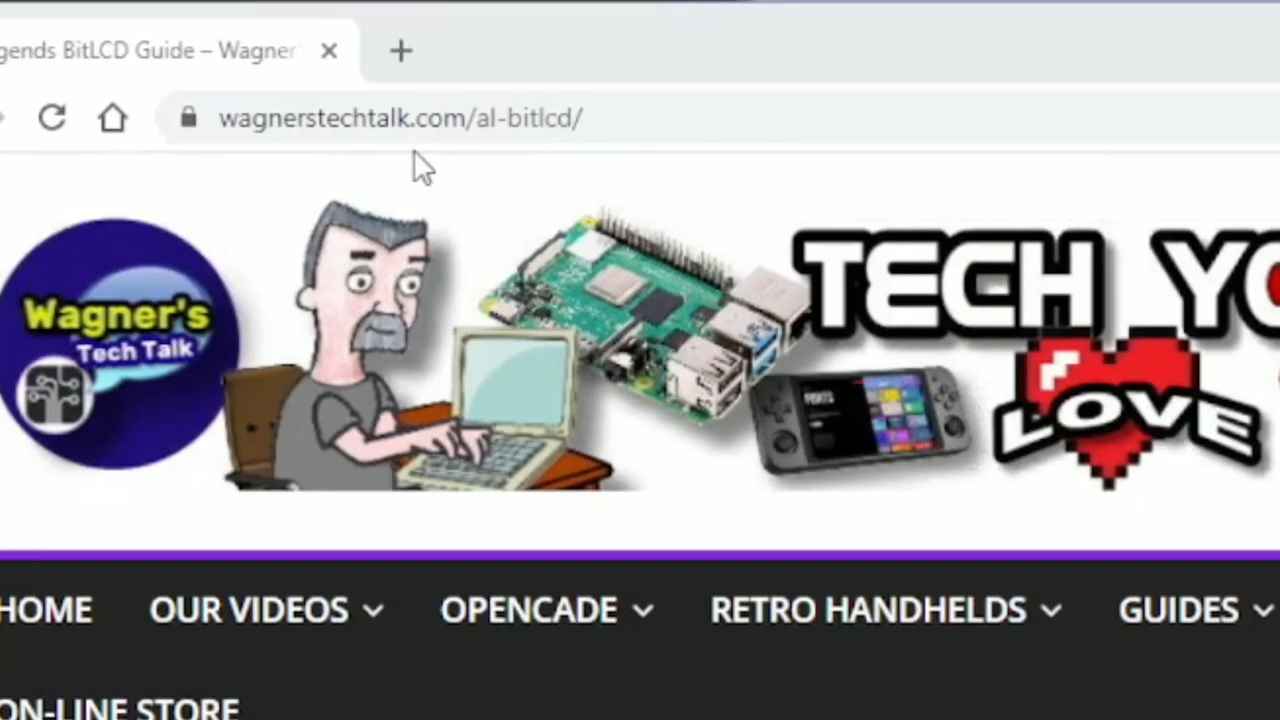 gends BitLCD Guide – Wagner'
wagnerstechtalk.com/al-bitlcd/
Wagner's
Tech Talk
TECH YO
LOVE
HOME OUR VIDEOS OPENCADE RETRO HANDHELDS GUIDES
ON-LINE STORE